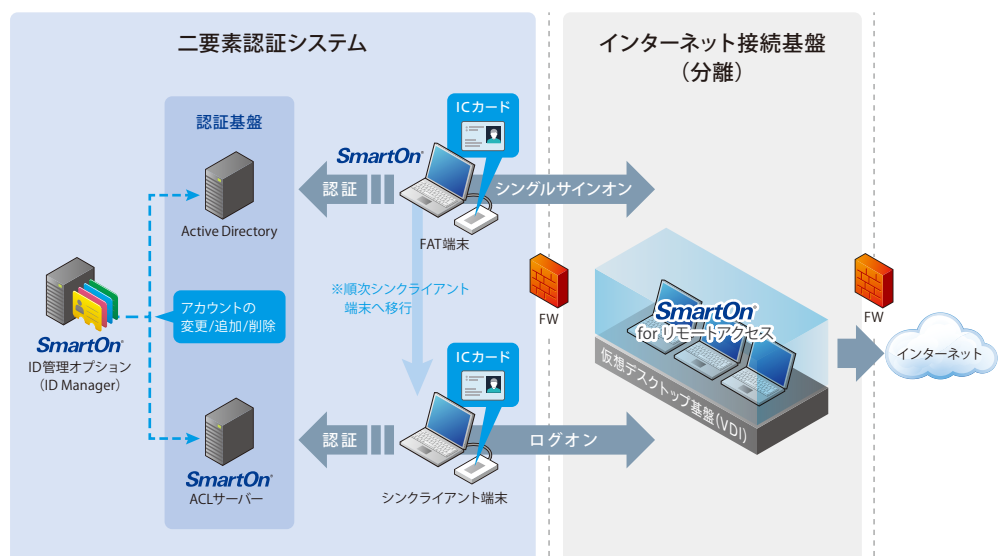 二要素認証システム
インターネット接続基盤
（分離）
認証基盤
ICカード
SmartOn
認証
シングルサインオン
Active Directory
FAT端末
※順次シンクライアント
端末へ移行
アカウントの
変更/追加/削除
SmartOn
ID管理オプション
（ID Manager）
FW
SmartOn
for リモートアクセス
仮想デスクトップ基盤(VDI)
FW
インターネット
ICカード
認証
ログオン
SmartOn
ACLサーバー
シンクライアント端末